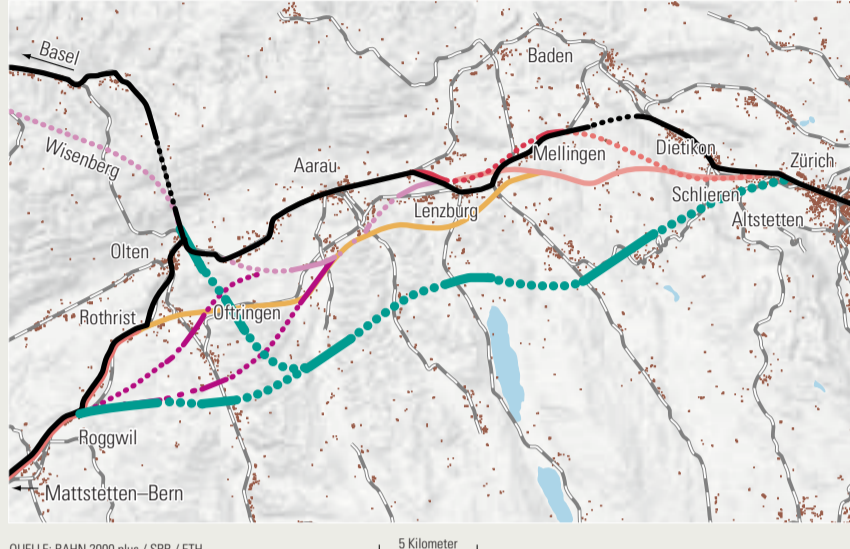 Basel
Baden
Wisenberg
Aarau
Mellingen
Dietikon
Zürich
Schlieren
Lenzburg
Altstetten
Olten
Rothrist
Oftringen
Roggwil
Mattstetten–Bern
5 Kilometer
QUELLE: BAHN 2000 plus / SBB / ETH